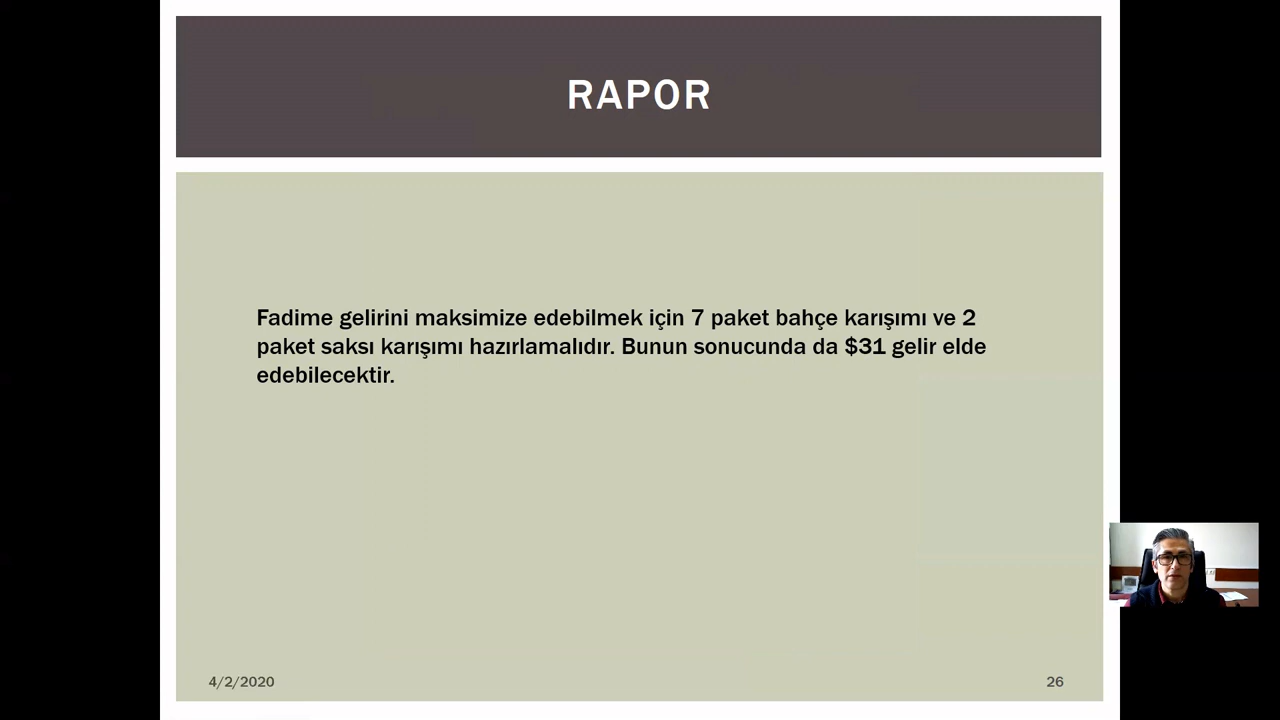 RAPOR
Fadime gelirini maksimize edebilmek için 7 paket bahçe karışımı ve 2
paket saksı karışımı hazırlamalıdır. Bunun sonucunda da $31 gelir elde
edebilecektir.
4/2/2020
26